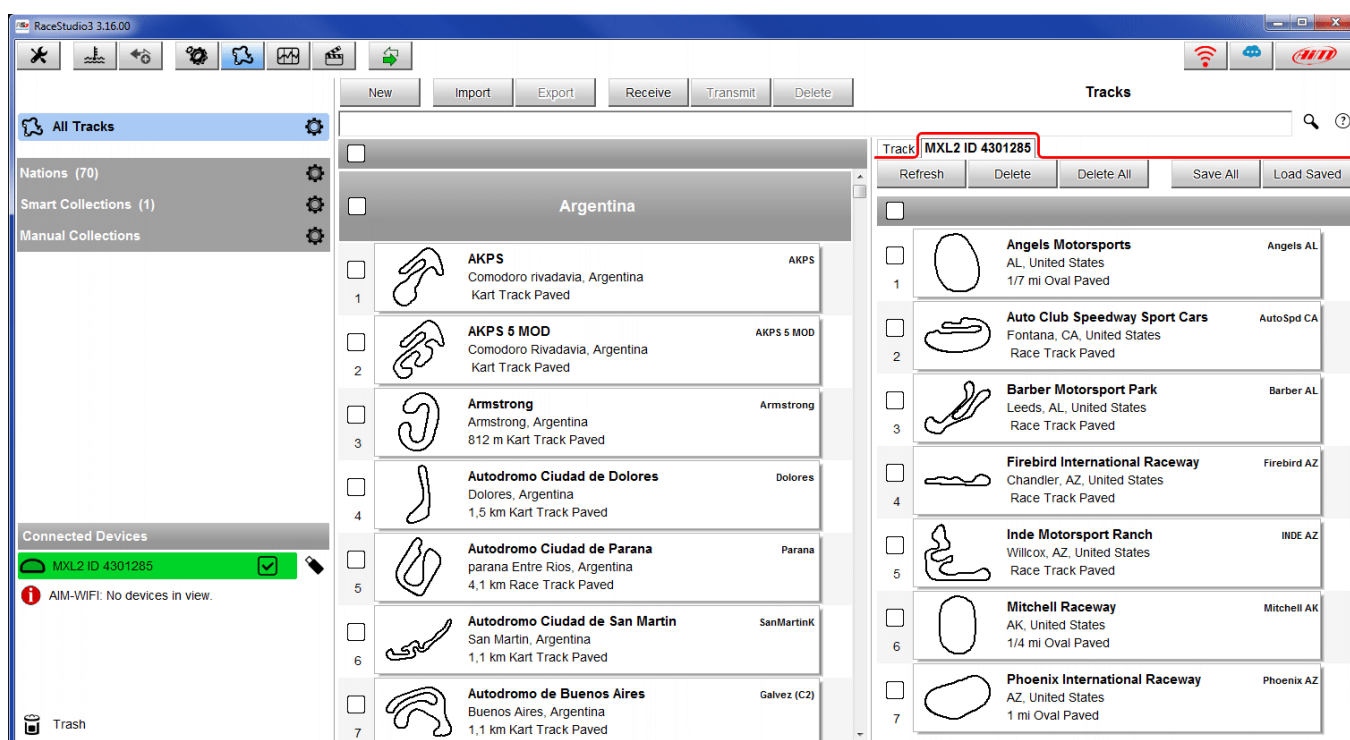 RaceStudio3 3.16.00
AiM
New Import Export Receive Transmit Delete Tracks
All Tracks
Nations (70)
Smart Collections (1)
Manual Collections
Connected Devices
MXL2 ID 4301285
AIM-WIFI: No devices in view.
Trash
Argentina
AKPS AKPS
Comodoro rivadavia, Argentina
Kart Track Paved
1
AKPS 5 MOD AKPS 5 MOD
Comodoro Rivadavia, Argentina
Kart Track Paved
2
Armstrong Armstrong
Armstrong, Argentina
812 m Kart Track Paved
3
Autodromo Ciudad de Dolores Dolores
Dolores, Argentina
1,5 km Kart Track Paved
4
Autodromo Ciudad de Parana Parana
parana Entre Rios, Argentina
4,1 km Race Track Paved
5
Autodromo Ciudad de San Martin SanMartinK
San Martin, Argentina
1,1 km Kart Track Paved
6
Autodromo de Buenos Aires Galvez (C2)
Buenos Aires, Argentina
1,1 km Kart Track Paved
7
Track MXL2 ID 4301285
Refresh Delete Delete All Save All Load Saved
Angels Motorsports Angels AL
AL, United States
1/7 mi Oval Paved
1
Auto Club Speedway Sport Cars AutoSpd CA
Fontana, CA, United States
Race Track Paved
2
Barber Motorsport Park Barber AL
Leeds, AL, United States
Race Track Paved
3
Firebird International Raceway Firebird AZ
Chandler, AZ, United States
Race Track Paved
4
Inde Motorsport Ranch INDE AZ
Willcox, AZ, United States
Race Track Paved
5
Mitchell Raceway Mitchell AK
AK, United States
1/4 mi Oval Paved
6
Phoenix International Raceway Phoenix AZ
AZ, United States
1 mi Oval Paved
7